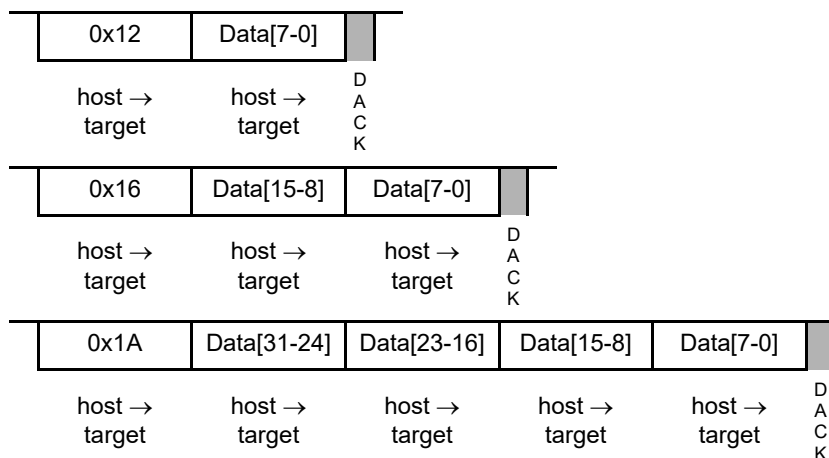 0x12 Data[7-0]
host → target host → target D A C K
0x16 Data[15-8] Data[7-0]
host → target host → target host → target D A C K
0x1A Data[31-24] Data[23-16] Data[15-8] Data[7-0]
host → target host → target host → target host → target host → target D A C K